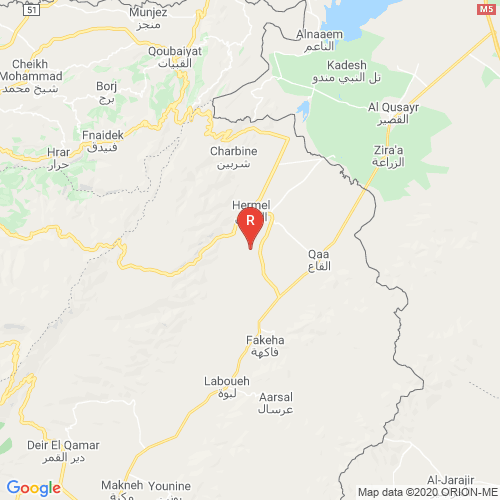 51
Munjez
منجز
M5
Alnaaem
الناعم
Qoubaiyat
القبيات
Cheikh
Mohammad
شيخ محمد
Kadesh
تل النبي مندو
Borj
برج
Al Qusayr
القصير
Fnaidek
فنيدق
Hrar
حرار
Charbine
شربين
Zira'a
الزراعة
Hermel
R
Qaa
القاع
Fakeha
فاكهة
Laboueh
لبوة
Aarsal
عرسال
Deir El Qamar
دير القمر
Makneh
مكنة
Younine
Al-Jarajir
Google
Map data ©2020 ORION-ME